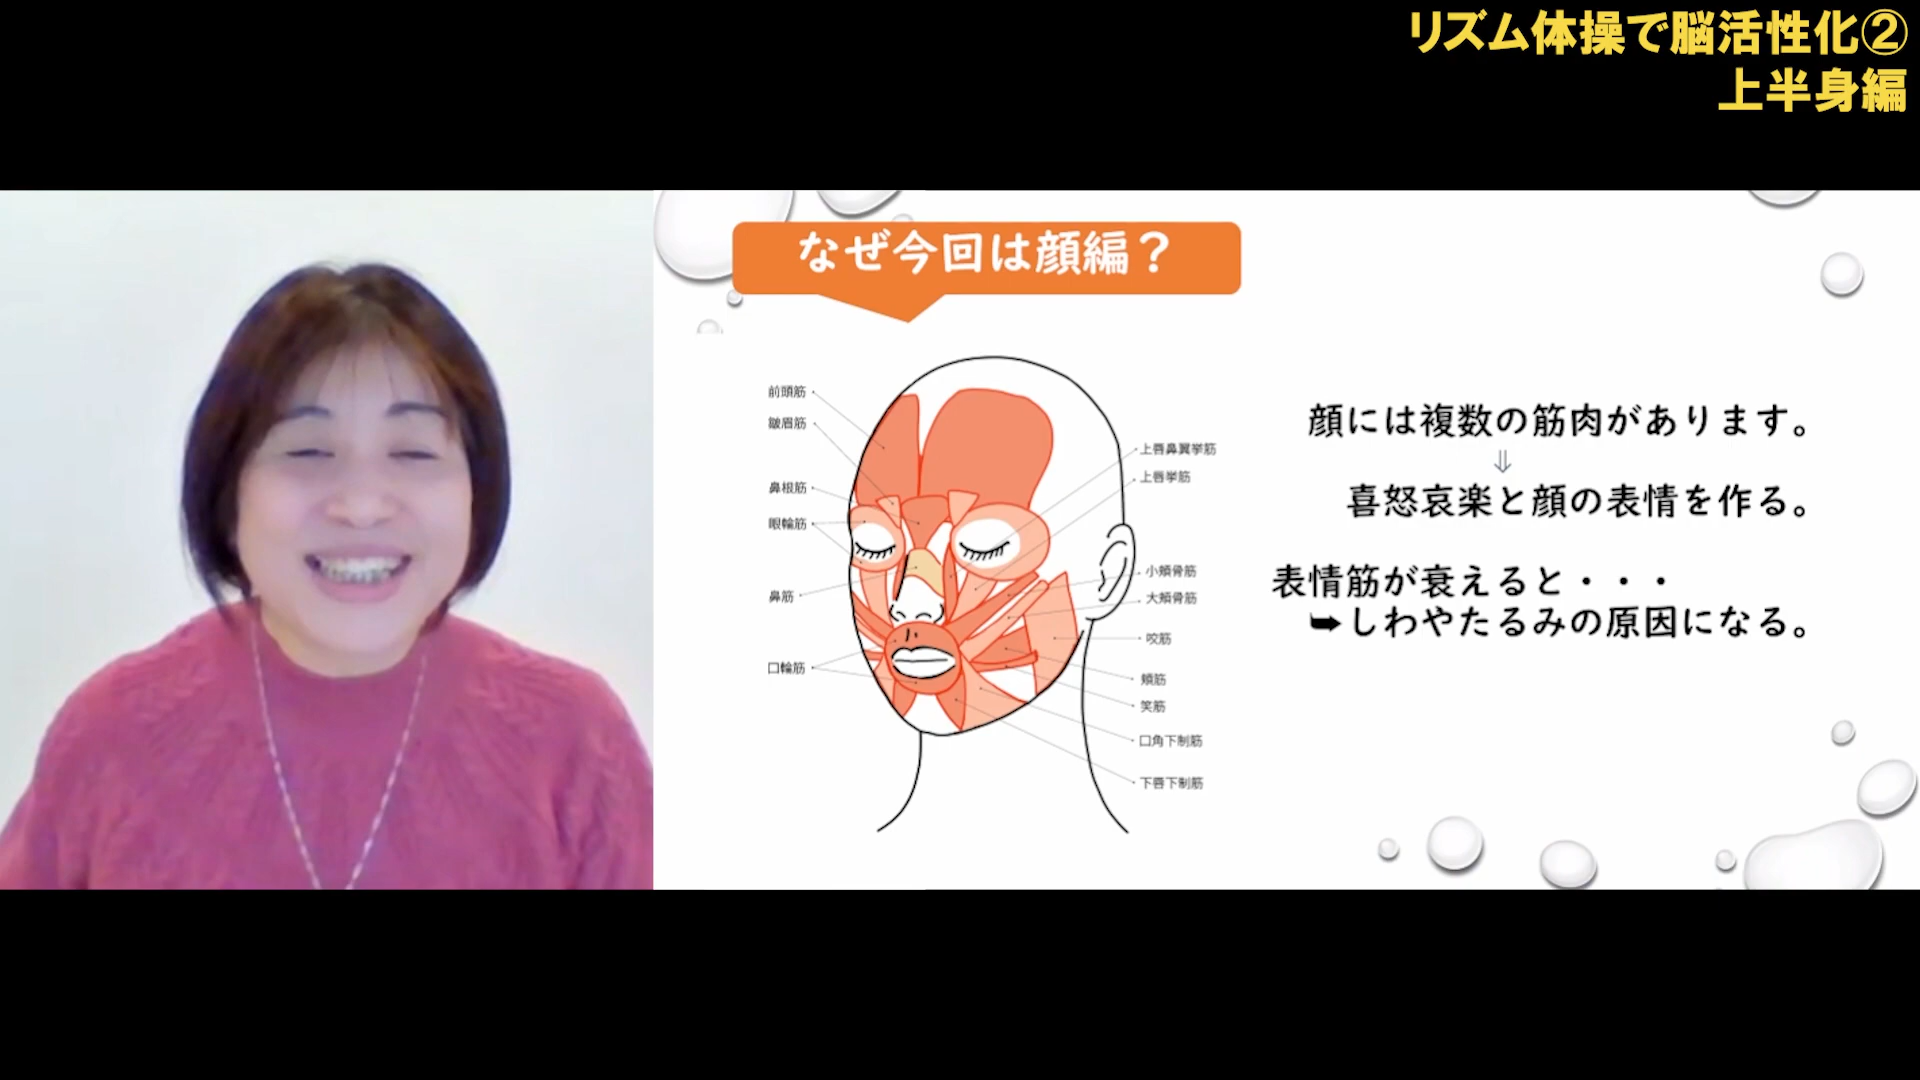 リズム体操で脳活性化②
上半身編
なぜ今回は顔編？
前頭筋
皺眉筋
鼻根筋
眼輪筋
鼻筋
口輪筋
上唇鼻翼挙筋
上唇挙筋
小頬骨筋
大頬骨筋
咬筋
頬筋
笑筋
口角下制筋
下唇下制筋
顔には複数の筋肉があります。
⇓
喜怒哀楽と顔の表情を作る。
表情筋が衰えると・・・
➥しわやたるみの原因になる。